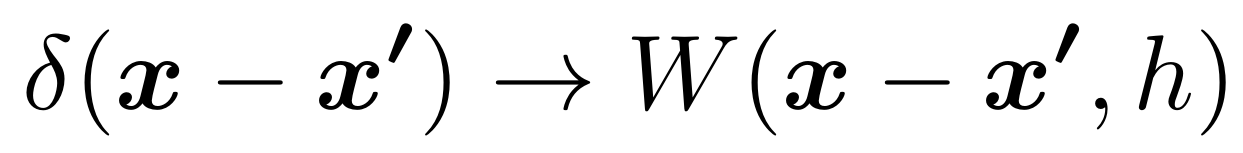 δ(𝒙 − 𝒙′) → W(𝒙 − 𝒙′, h)